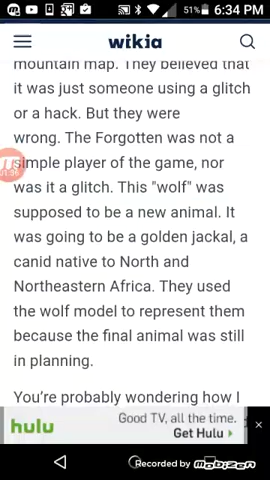 51% 6:34 PM
wikia
mountain map. They believed that
it was just someone using a glitch
or a hack. But they were
wrong. The Forgotten was not a
simple player of the game, nor
was it a glitch. This "wolf" was
supposed to be a new animal. It
was going to be a golden jackal, a
canid native to North and
Northeastern Africa. They used
the wolf model to represent them
because the final animal was still
in planning.
You're probably wondering how I
hulu
Good TV, all the time.
Get Hulu
Recorded by mobizen